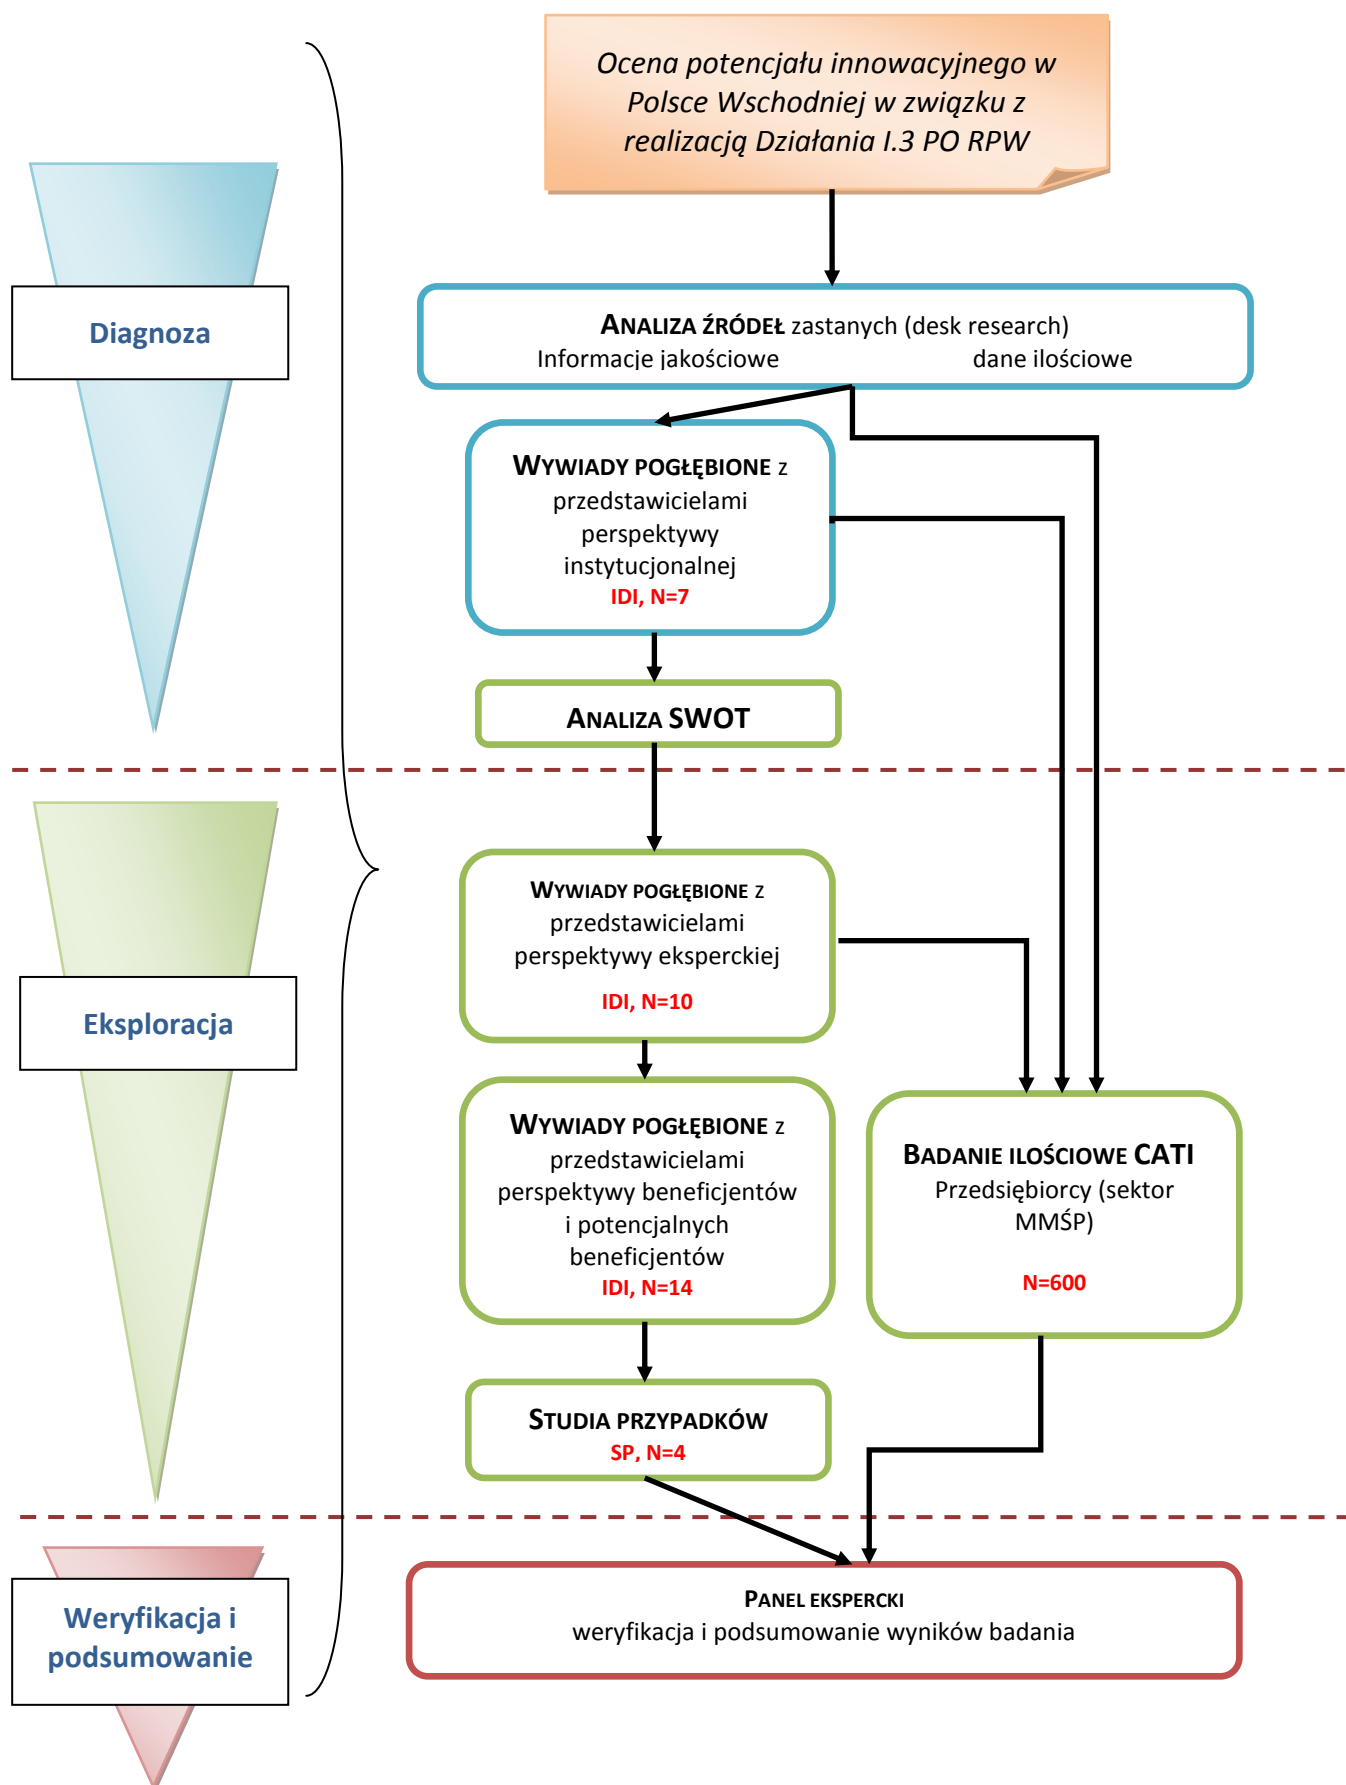 Ocena potencjału innowacyjnego w
Polsce Wschodniej w związku z
realizacją Działania I.3 PO RPW
Diagnoza
ANALIZA ŹRÓDEŁ zastanych (desk research)
Informacje jakościowe dane ilościowe
WYWIADY POGŁĘBIONE z
przedstawicielami
perspektywy
instytucjonalnej
IDI, N=7
ANALIZA SWOT
Eksploracja
WYWIADY POGŁĘBIONE z
przedstawicielami
perspektywy eksperckiej
IDI, N=10
WYWIADY POGŁĘBIONE z
przedstawicielami
perspektywy beneficjentów
i potencjalnych
beneficjentów
IDI, N=14
BADANIE ILOŚCIOWE CATI
Przedsiębiorcy (sektor
MMŚP)
N=600
STUDIA PRZYPADKÓW
SP, N=4
Weryfikacja i
podsumowanie
PANEL EKSPERCKI
weryfikacja i podsumowanie wyników badania